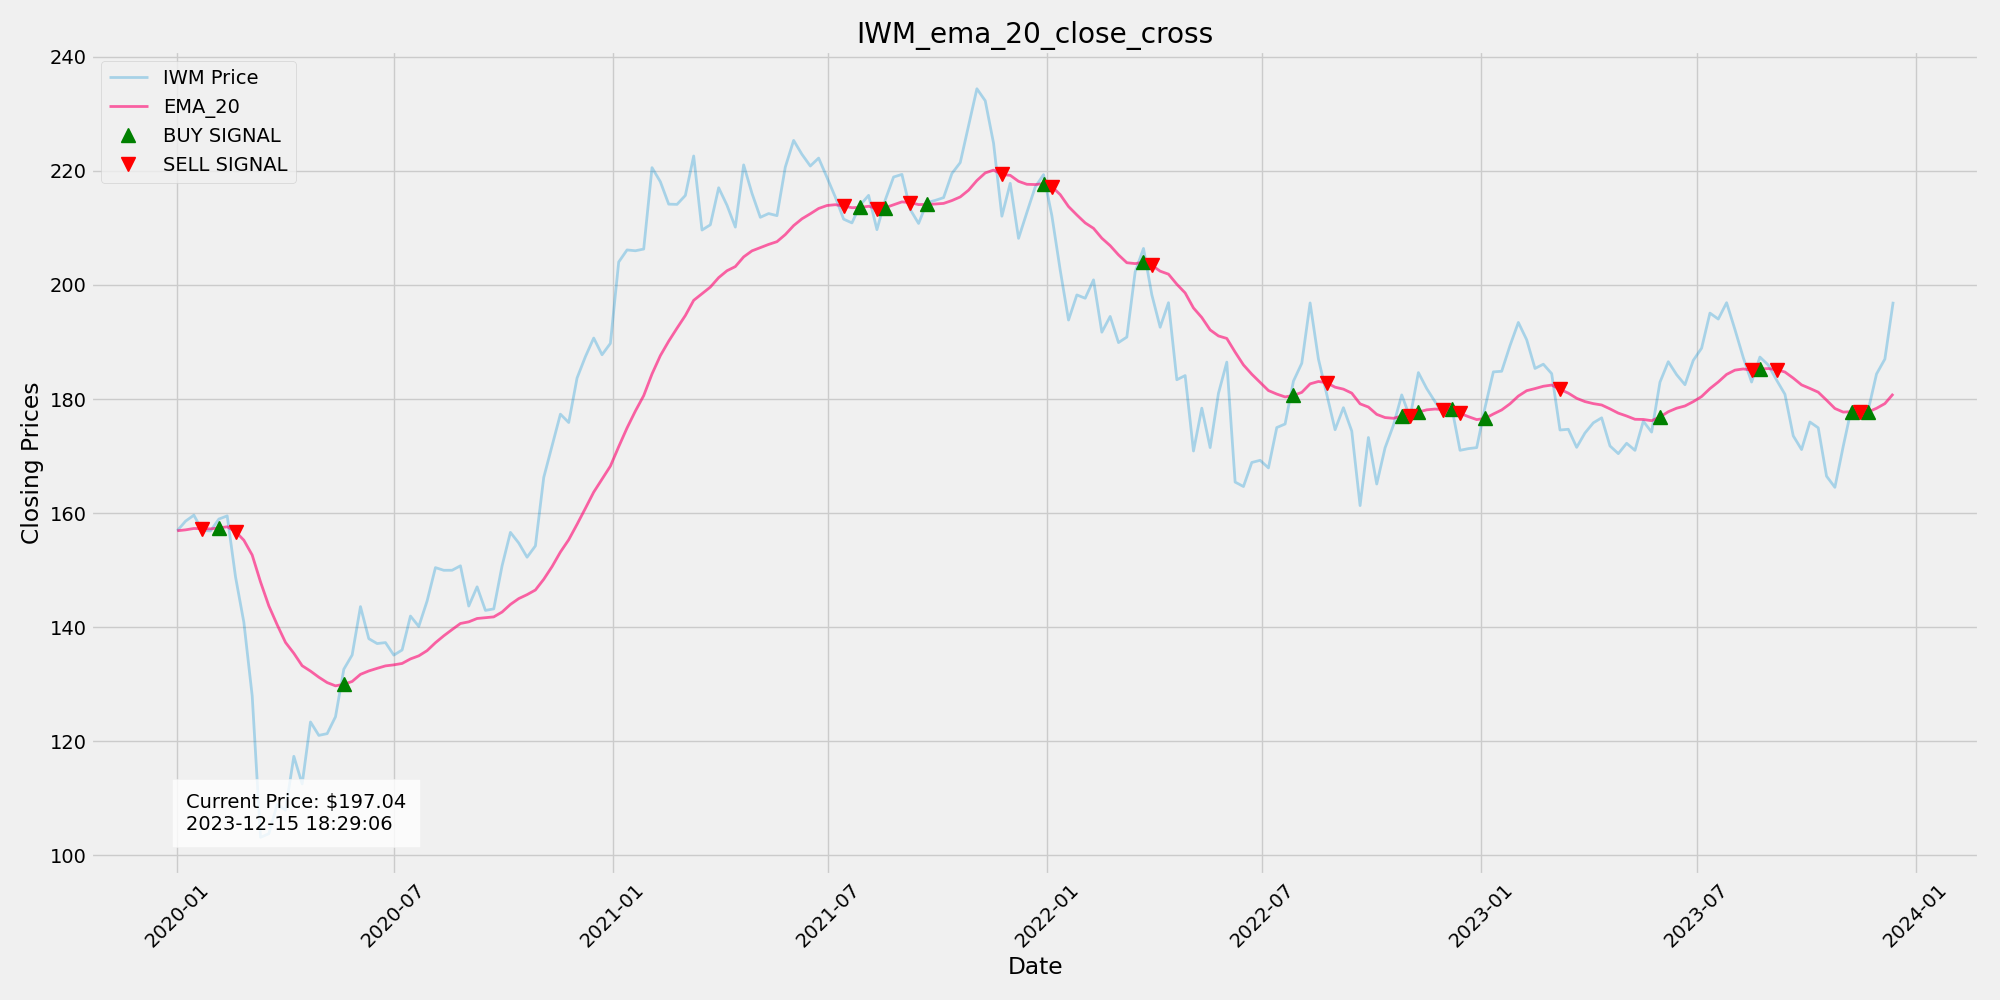 IWM_ema_20_close_cross
240
IWM Price
EMA_20
BUY SIGNAL
SELL SIGNAL
220
200
180
160
140
120
100
Closing Prices
Current Price: $197.04
2023-12-15 18:29:06
2020-01
2020-07
2021-01
2021-07
2022-01
2022-07
2023-01
2023-07
2024-01
Date